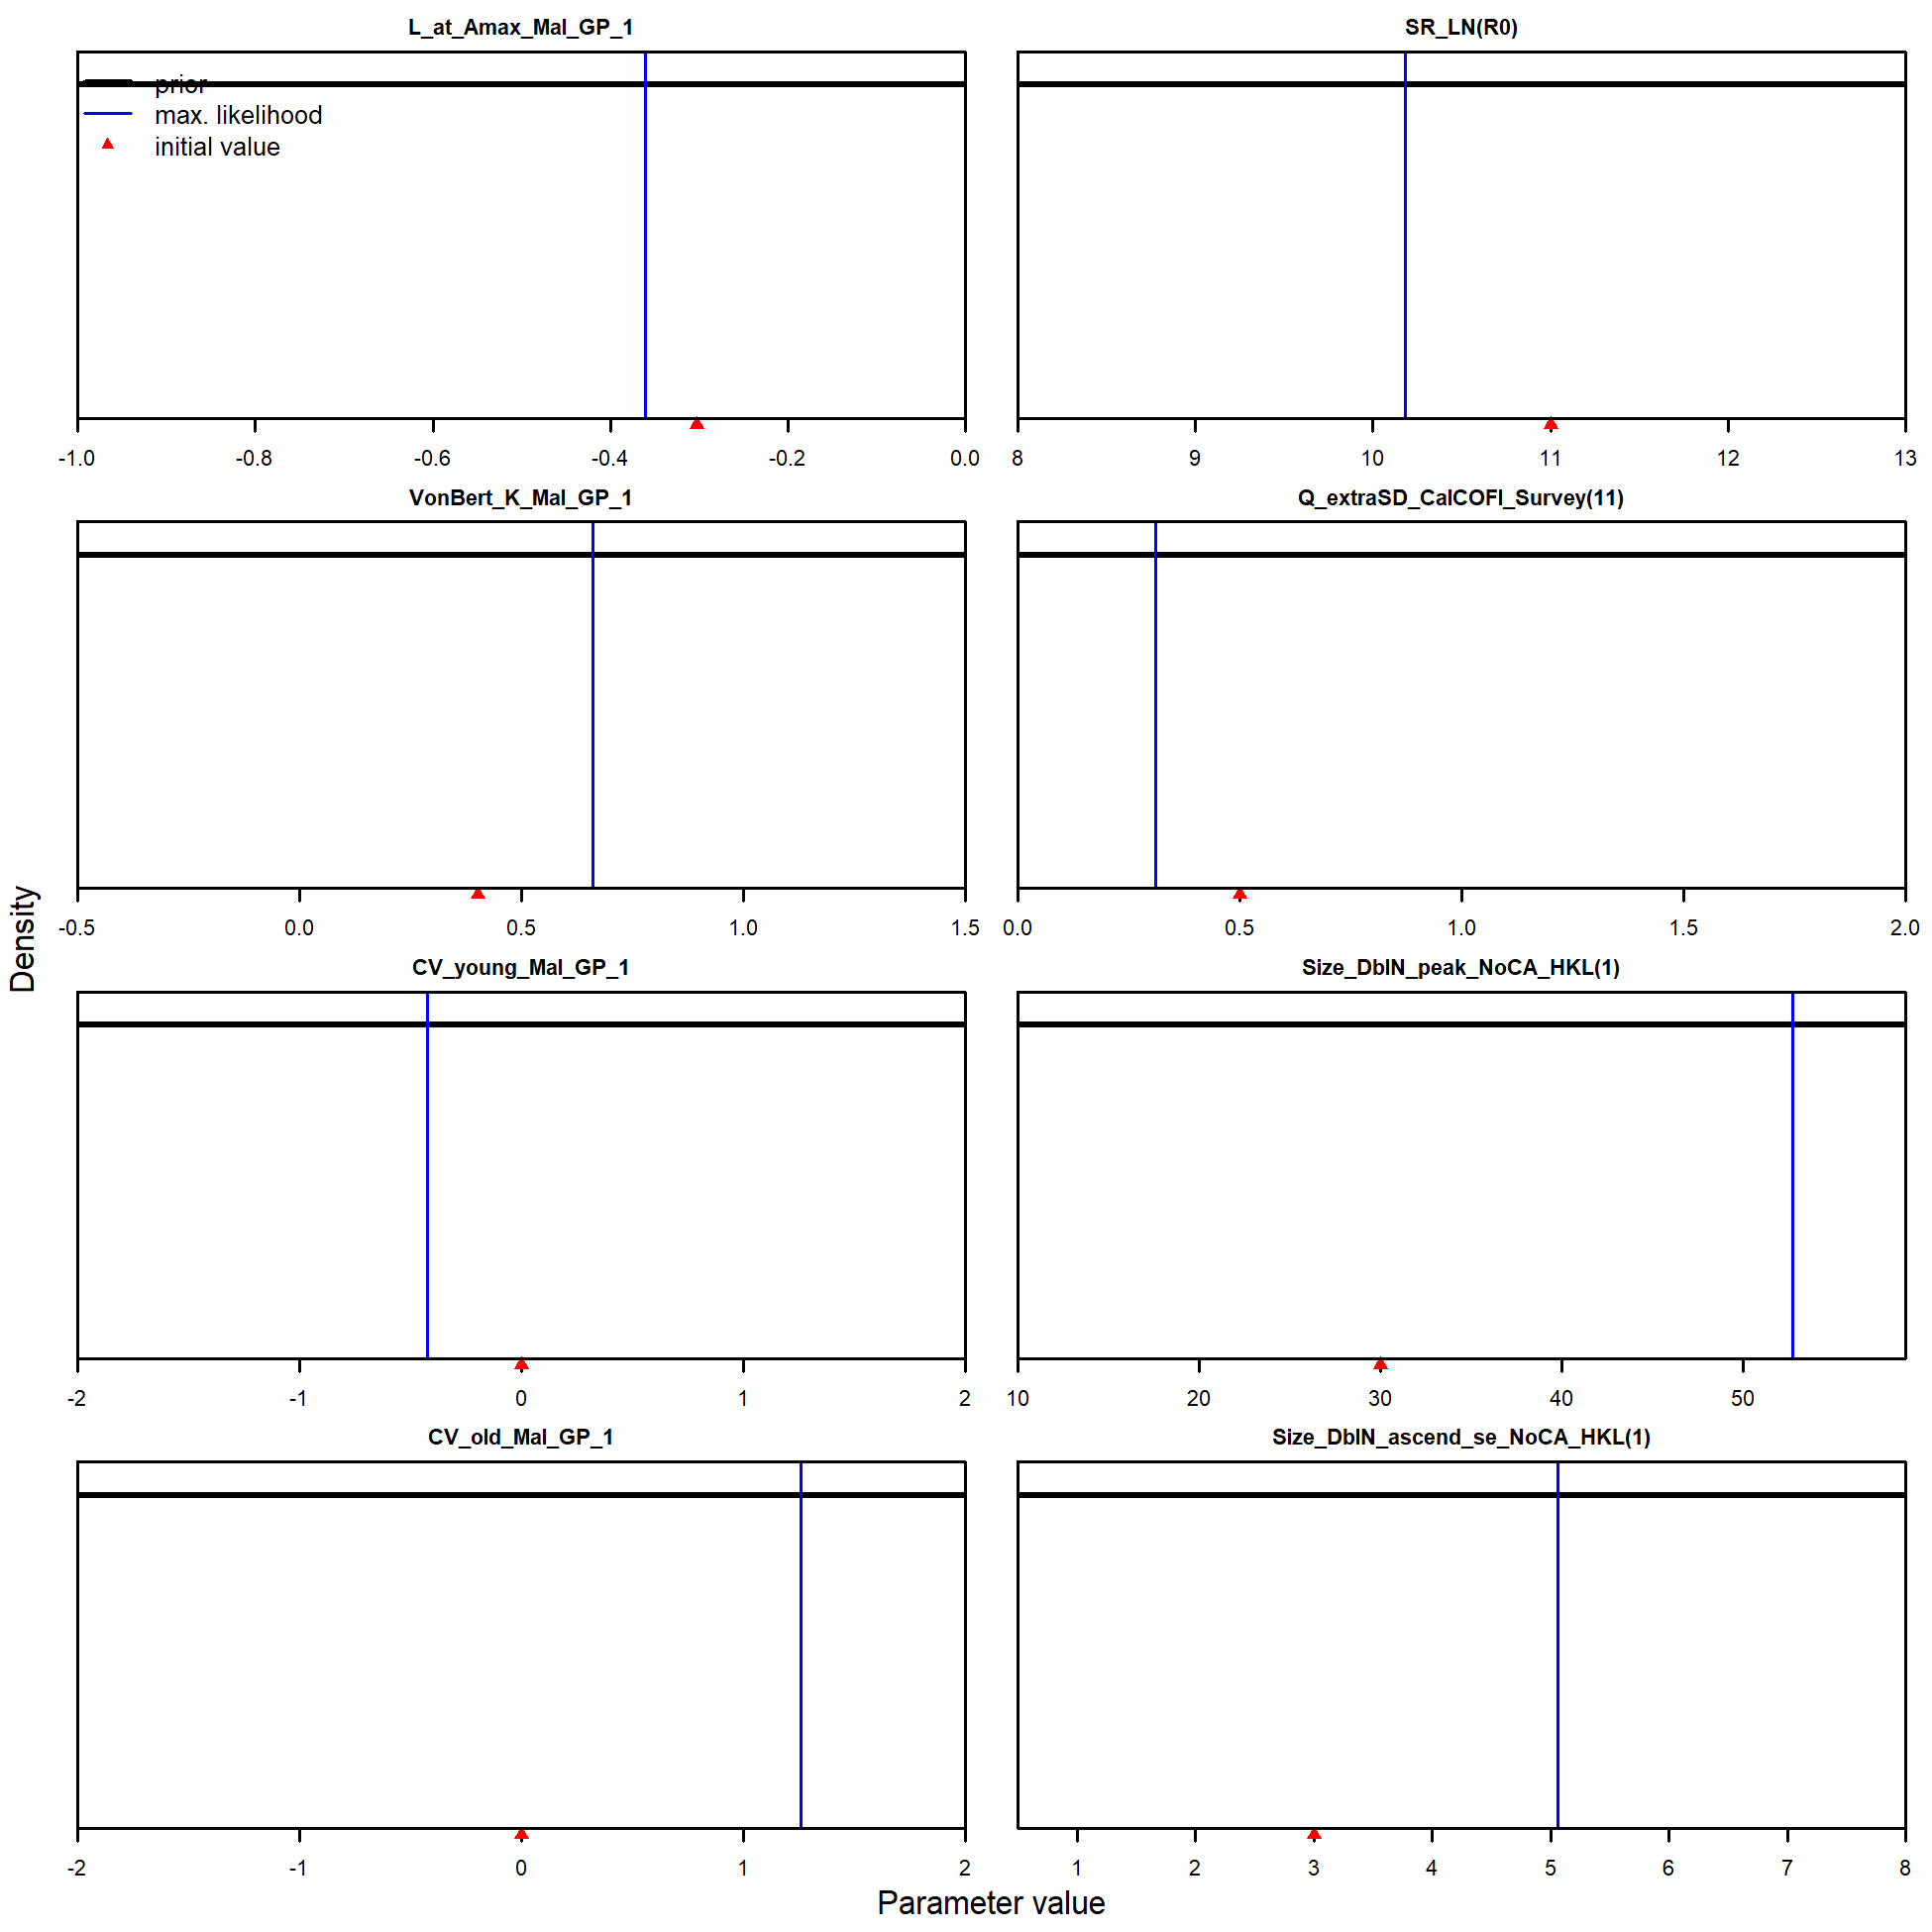 L_at_Amax_Mal_GP_1
prior
max. likelihood
initial value
-1.0 -0.8 -0.6 -0.4 -0.2 0.0
SR_LN(R0)
8 9 10 11 12 13
VonBert_K_Mal_GP_1
-0.5 0.0 0.5 1.0 1.5
Q_extraSD_CalCOFI_Survey(11)
0.0 0.5 1.0 1.5 2.0
CV_young_Mal_GP_1
-2 -1 0 1 2
Size_DblN_peak_NoCA_HKL(1)
10 20 30 40 50
CV_old_Mal_GP_1
-2 -1 0 1 2
Size_DblN_ascend_se_NoCA_HKL(1)
1 2 3 4 5 6 7 8
Density
Parameter value